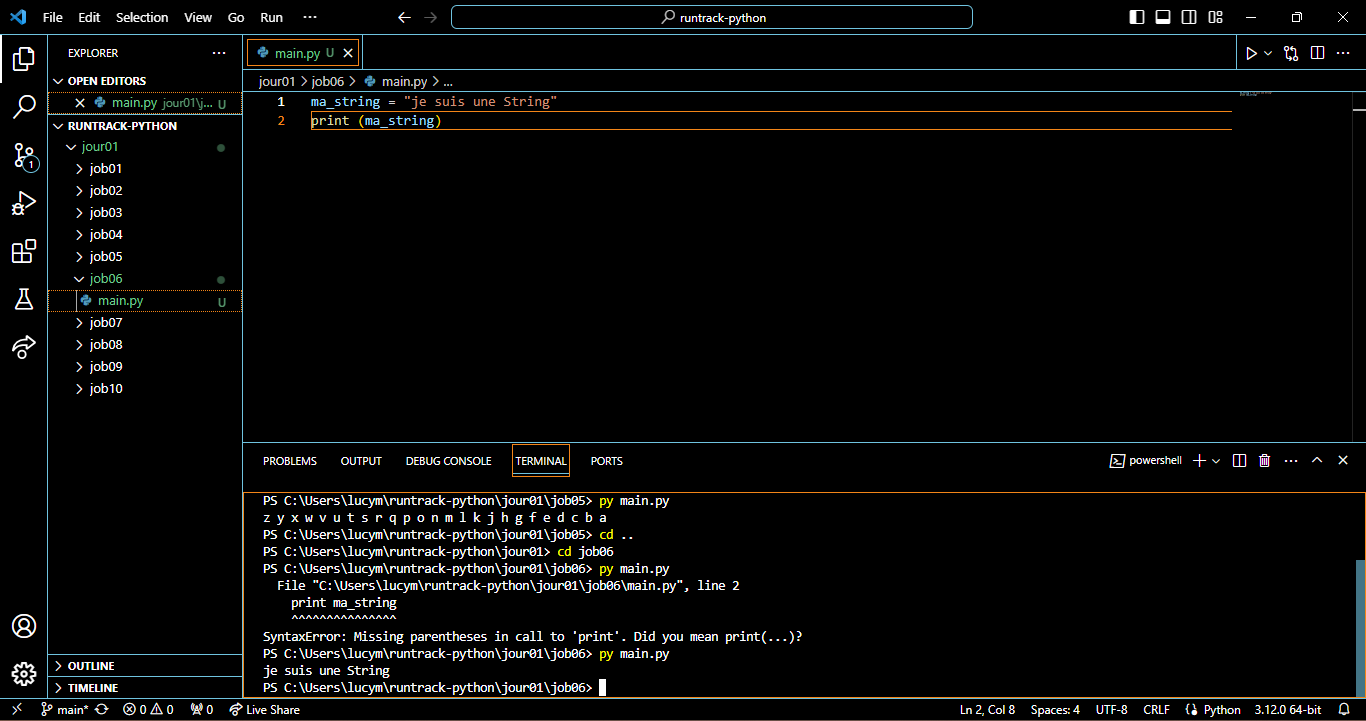 File Edit Selection View Go Run ··· runtrack-python
EXPLORER ···
OPEN EDITORS
main.py jour01\j... U
RUNTRACK-PYTHON
jour01
job01
job02
job03
job04
job05
job06
main.py U
job07
job08
job09
job10
OUTLINE
TIMELINE
1
main.py U
jour01 > job06 > main.py > ...
1 ma_string = "je suis une String"
2 print (ma_string)
PROBLEMS OUTPUT DEBUG CONSOLE TERMINAL PORTS powershell
PS C:\Users\lucym\runtrack-python\jour01\job05> py main.py
z y x w v u t s r q p o n m l k j h g f e d c b a
PS C:\Users\lucym\runtrack-python\jour01\job05> cd ..
PS C:\Users\lucym\runtrack-python\jour01> cd job06
PS C:\Users\lucym\runtrack-python\jour01\job06> py main.py
File "C:\Users\lucym\runtrack-python\jour01\job06\main.py", line 2
print ma_string
^^^^^^^^^^^^^^^
SyntaxError: Missing parentheses in call to 'print'. Did you mean print(...)?
PS C:\Users\lucym\runtrack-python\jour01\job06> py main.py
je suis une String
PS C:\Users\lucym\runtrack-python\jour01\job06>
main* 0 0 0 Live Share Ln 2, Col 8 Spaces: 4 UTF-8 CRLF Python 3.12.0 64-bit